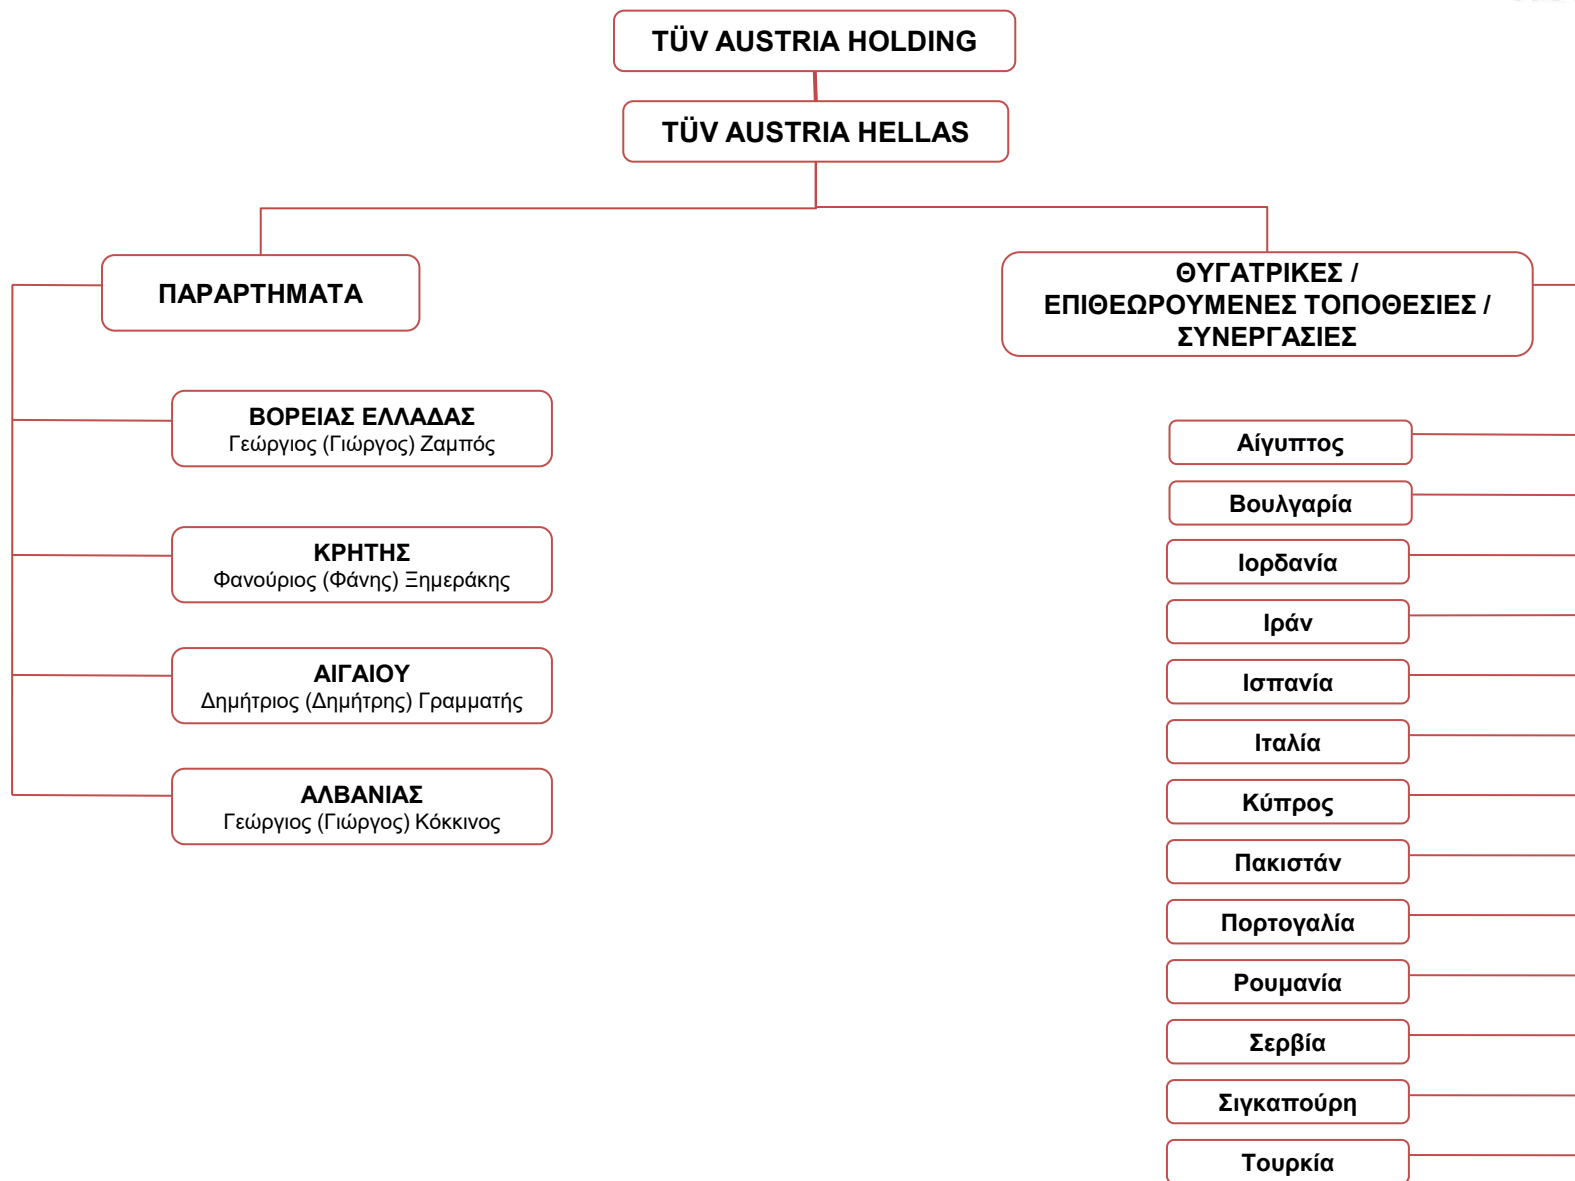 TÜV AUSTRIA HOLDING
TÜV AUSTRIA HELLAS
ΠΑΡΑΡΤΗΜΑΤΑ
ΒΟΡΕΙΑΣ ΕΛΛΑΔΑΣ
Γεώργιος (Γιώργος) Ζαμπός
ΚΡΗΤΗΣ
Φανούριος (Φάνης) Ξημεράκης
ΑΙΓΑΙΟΥ
Δημήτριος (Δημήτρης) Γραμματής
ΑΛΒΑΝΙΑΣ
Γεώργιος (Γιώργος) Κόκκινος
ΘΥΓΑΤΡΙΚΕΣ /
ΕΠΙΘΕΩΡΟΥΜΕΝΕΣ ΤΟΠΟΘΕΣΙΕΣ /
ΣΥΝΕΡΓΑΣΙΕΣ
Αίγυπτος
Βουλγαρία
Ιορδανία
Ιράν
Ισπανία
Ιταλία
Κύπρος
Πακιστάν
Πορτογαλία
Ρουμανία
Σερβία
Σιγκαπούρη
Τουρκία